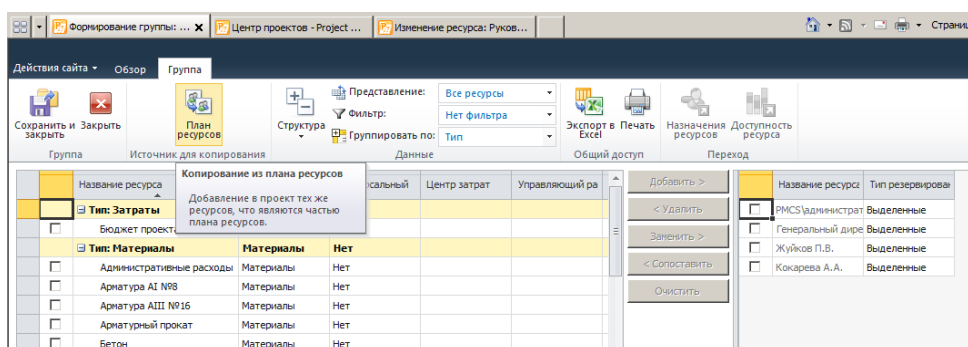 Формирование группы: ... Центр проектов - Project ... Изменение ресурса: Руков... Страниц
Действия сайта Обзор Группа
Сохранить и закрыть
Закрыть
План ресурсов
Структура
Представление: Все ресурсы
Фильтр: Нет фильтра
Группировать по: Тип
Экспорт в Excel
Печать
Назначения ресурсов
Доступность ресурса
Группа Источник для копирования Данные Общий доступ Переход
Копирование из плана ресурсов
Добавление в проект тех же
ресурсов, что являются частью
плана ресурсов.
Название ресурса Центр затрат Управляющий ра
Тип: Затраты
Бюджет проект
Тип: Материалы Материалы Нет
Административные расходы Материалы Нет
Арматура AI №8 Материалы Нет
Арматура AIII №16 Материалы Нет
Арматурный прокат Материалы Нет
Бетон Материалы Нет
Добавить >
< Удалить
Заменить >
< Сопоставить
Очистить
Название ресурса Тип резервирован
PMCS\администрат Выделенные
Генеральный дире Выделенные
Жуйков П.В. Выделенные
Кокарева А.А. Выделенные